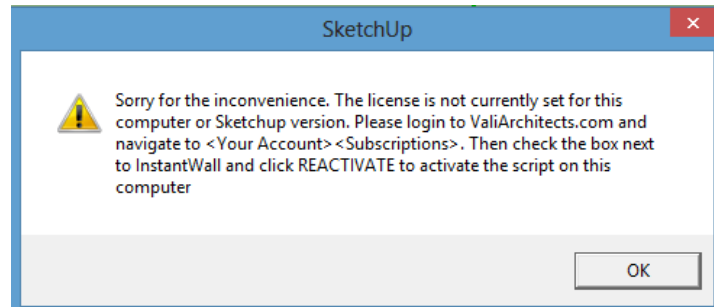 SketchUp
Sorry for the inconvenience. The license is not currently set for this
computer or Sketchup version. Please login to ValiArchitects.com and
navigate to <Your Account><Subscriptions>. Then check the box next
to InstantWall and click REACTIVATE to activate the script on this
computer
OK